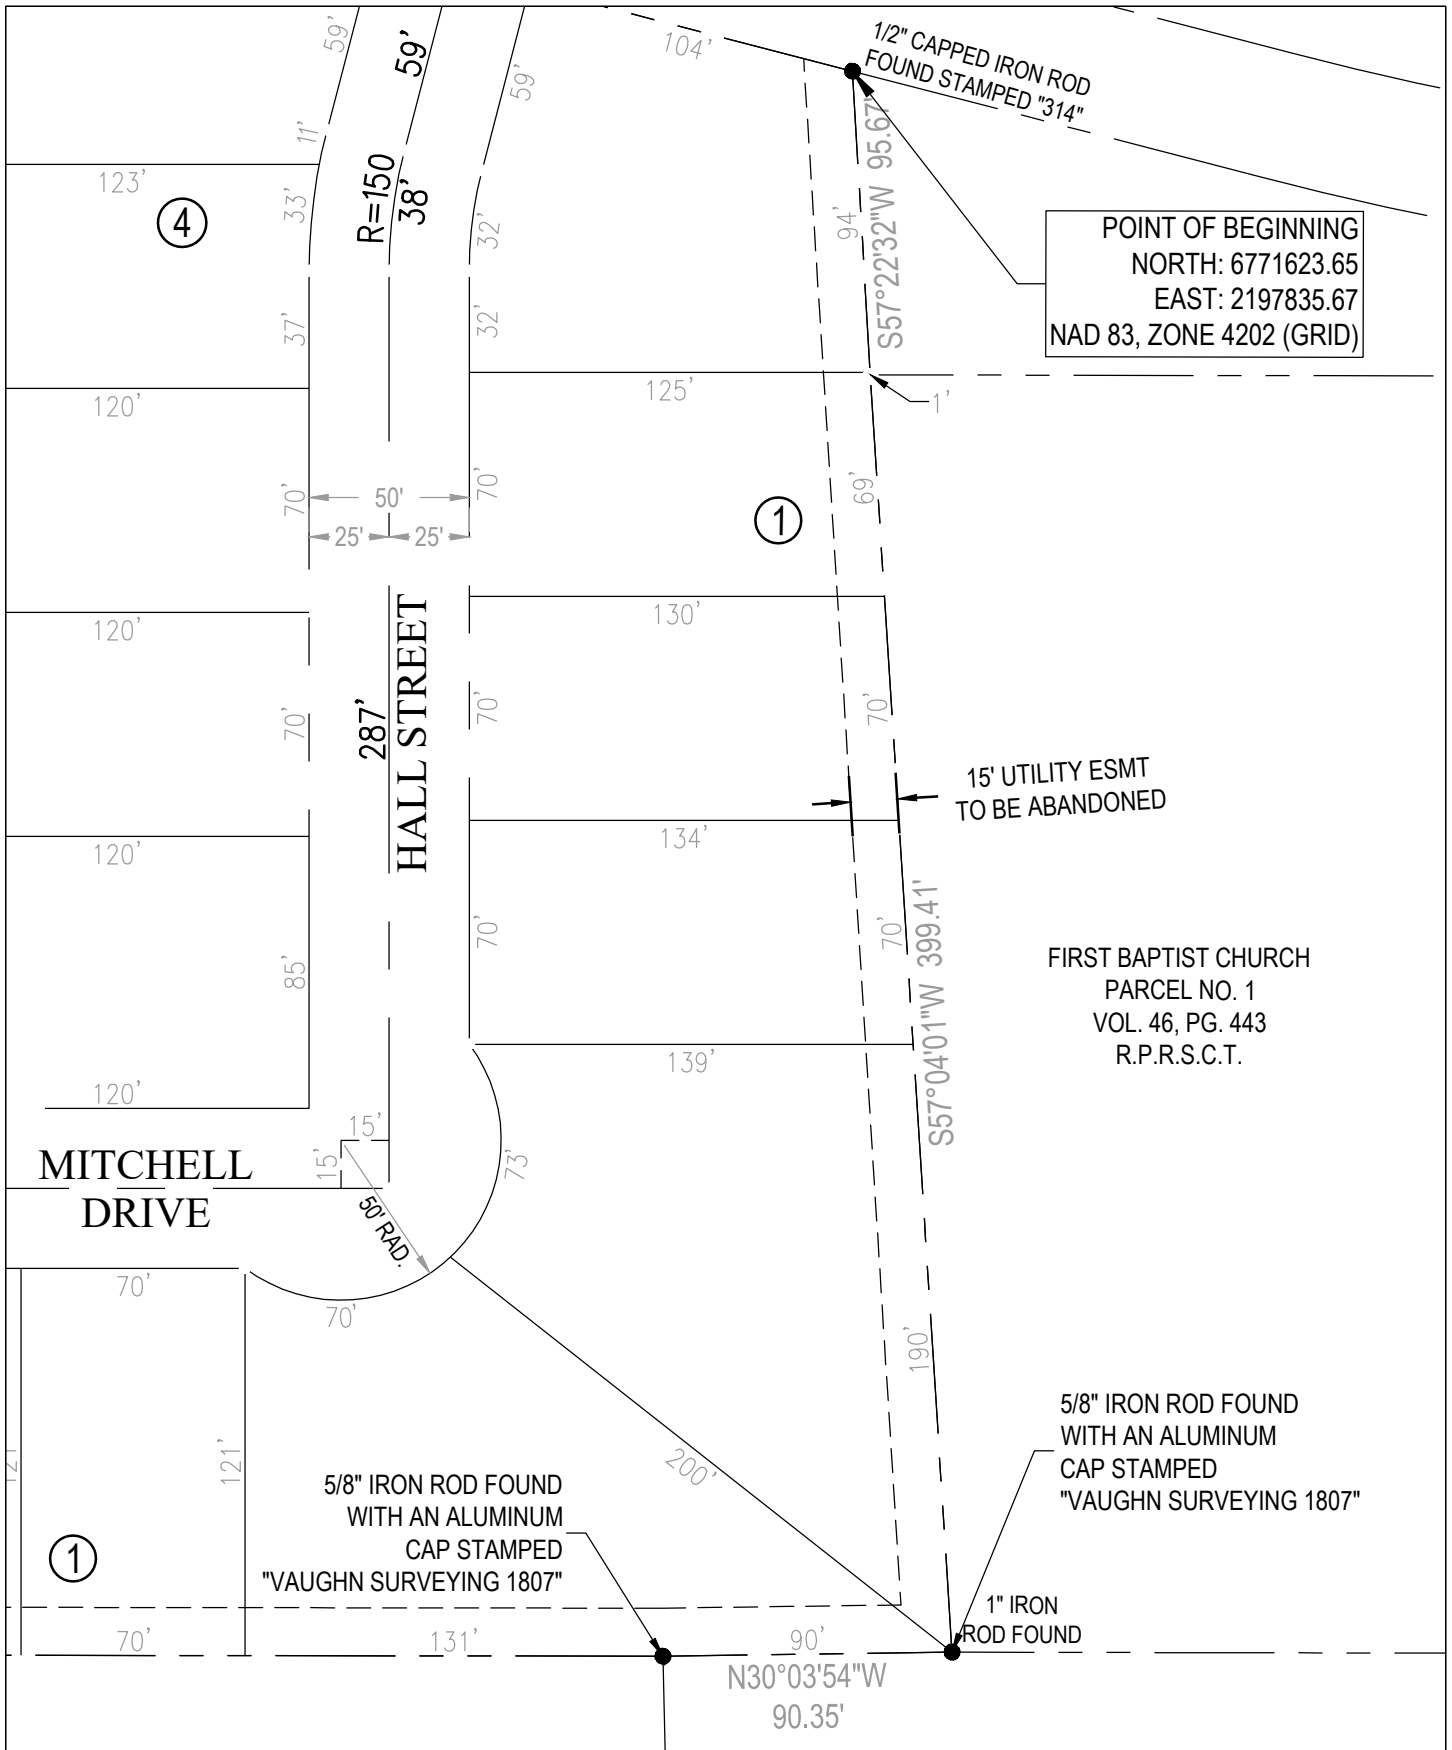 59'
59'
59'
104'
1/2" CAPPED IRON ROD
FOUND STAMPED "314"
11'
123'
4
33'
R=150
38'
32'
94'
S57°22'32"W 95.67'
POINT OF BEGINNING
NORTH: 6771623.65
EAST: 2197835.67
NAD 83, ZONE 4202 (GRID)
37'
32'
120'
125'
1'
70'
50'
70'
69'
1
25'
25'
120'
130'
HALL STREET
287'
70'
70'
70'
15' UTILITY ESMT
TO BE ABANDONED
120'
134'
85'
70'
70'
S57°04'01"W 399.41'
FIRST BAPTIST CHURCH
PARCEL NO. 1
VOL. 46, PG. 443
R.P.R.S.C.T.
139'
120'
15'
15'
73'
MITCHELL
DRIVE
50' RAD.
70'
70'
190'
5/8" IRON ROD FOUND
WITH AN ALUMINUM
CAP STAMPED
"VAUGHN SURVEYING 1807"
121'
200'
5/8" IRON ROD FOUND
WITH AN ALUMINUM
CAP STAMPED
"VAUGHN SURVEYING 1807"
1
1" IRON
ROD FOUND
70'
131'
90'
N30°03'54"W
90.35'